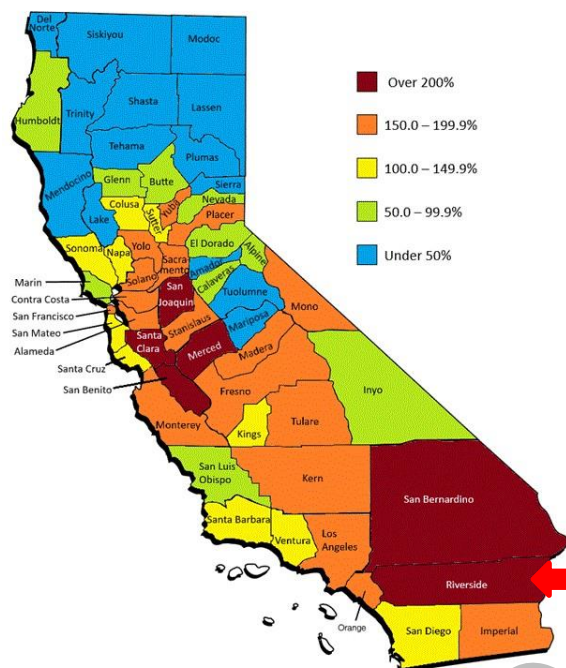 Del
Norte
Siskiyou
Modoc
Humboldt
Trinity
Shasta
Lassen
Tehama
Plumas
Mendocino
Glenn
Butte
Sierra
Lake
Colusa
Sutter
Yuba
Nevada
Placer
Sonoma
Napa
Yolo
El Dorado
Alpine
Solano
Sacra-
mento
Amador
Calaveras
Tuolumne
Mono
Marin
Contra Costa
San Francisco
San Mateo
Alameda
Santa Cruz
San Benito
San
Joaquin
Stanislaus
Mariposa
Santa
Clara
Merced
Madera
Monterey
Fresno
Inyo
Kings
Tulare
San Luis
Obispo
Kern
San Bernardino
Santa Barbara
Ventura
Los
Angeles
Riverside
Orange
San Diego
Imperial
Over 200%
150.0 – 199.9%
100.0 – 149.9%
50.0 – 99.9%
Under 50%